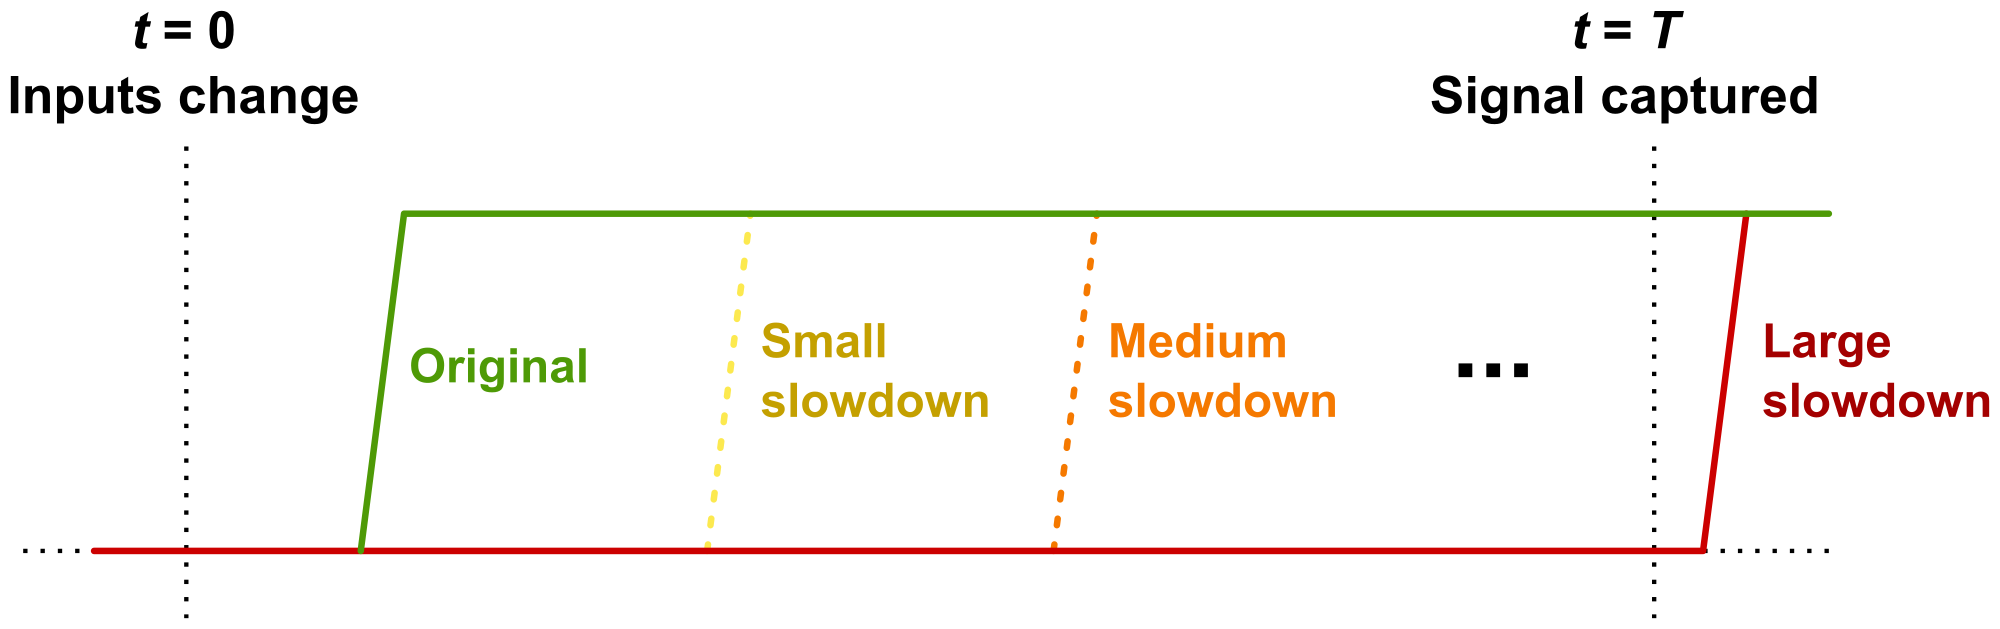 t = 0
Inputs change
t = T
Signal captured
Original
Small
slowdown
Medium
slowdown
...
Large
slowdown